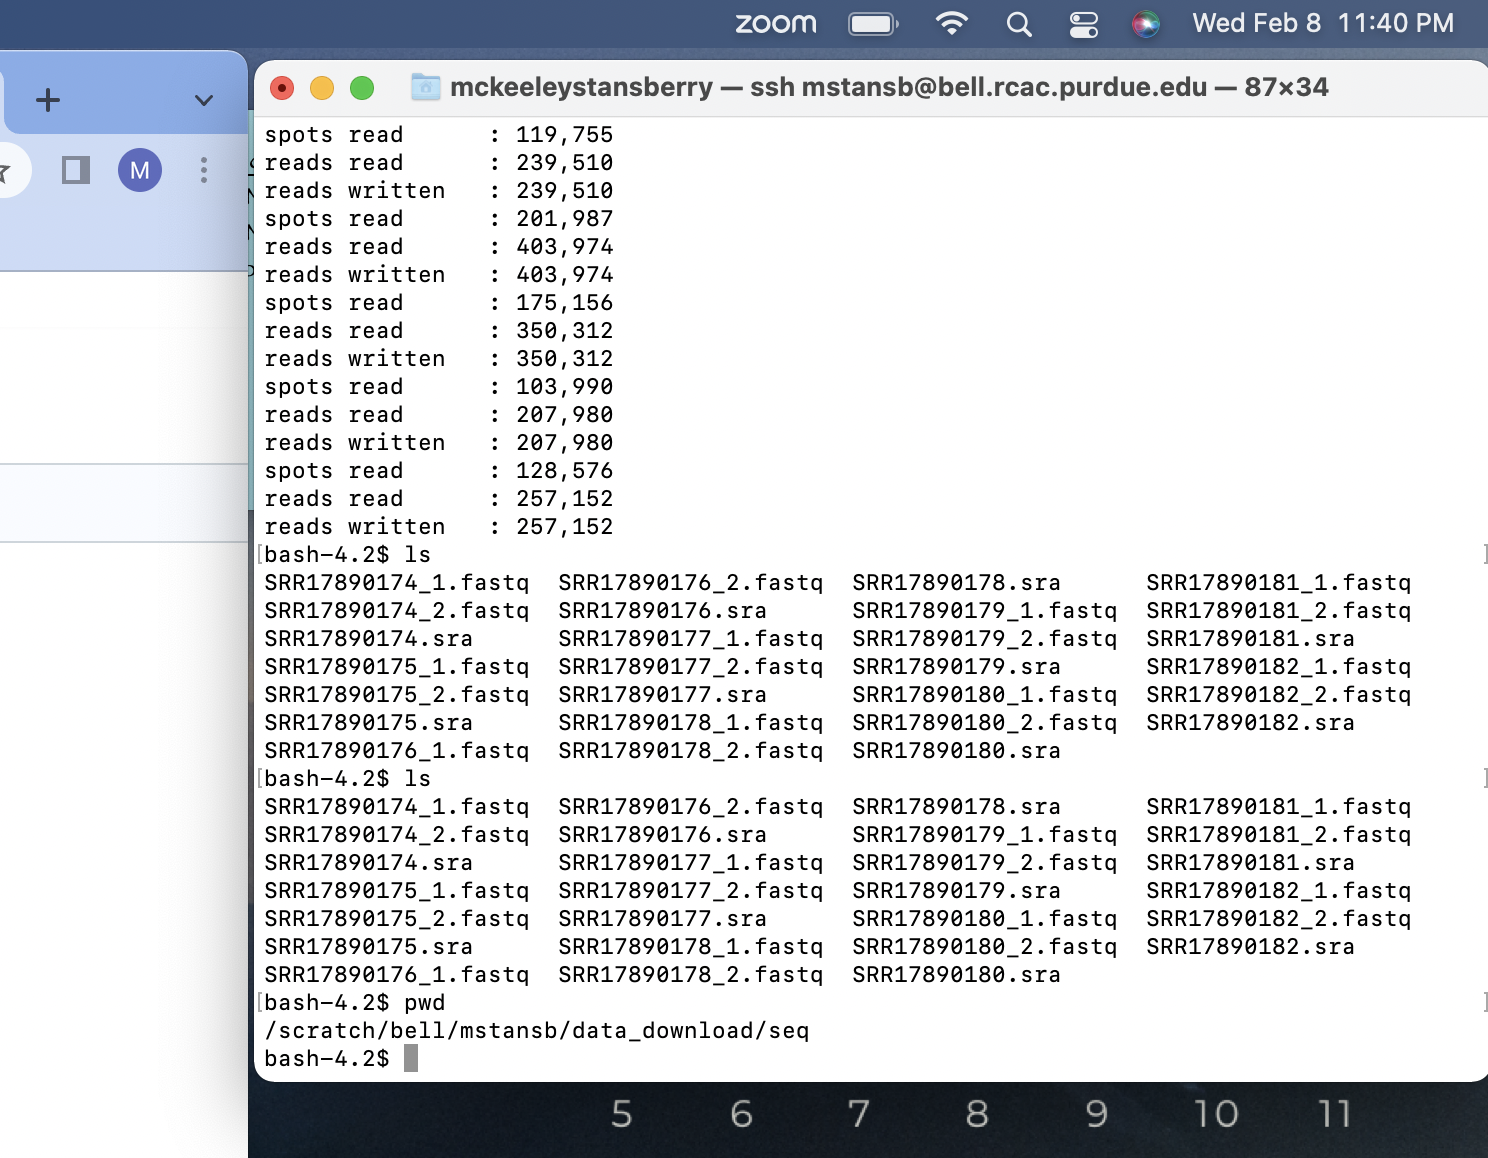 zoom Wed Feb 8 11:40 PM
mckeeleystansberry — ssh mstansb@bell.rcac.purdue.edu — 87×34
M
spots read      : 119,755
reads read      : 239,510
reads written   : 239,510
spots read      : 201,987
reads read      : 403,974
reads written   : 403,974
spots read      : 175,156
reads read      : 350,312
reads written   : 350,312
spots read      : 103,990
reads read      : 207,980
reads written   : 207,980
spots read      : 128,576
reads read      : 257,152
reads written   : 257,152
[bash-4.2$ ls ]
SRR17890174_1.fastq  SRR17890176_2.fastq  SRR17890178.sra      SRR17890181_1.fastq
SRR17890174_2.fastq  SRR17890176.sra      SRR17890179_1.fastq  SRR17890181_2.fastq
SRR17890174.sra      SRR17890177_1.fastq  SRR17890179_2.fastq  SRR17890181.sra
SRR17890175_1.fastq  SRR17890177_2.fastq  SRR17890179.sra      SRR17890182_1.fastq
SRR17890175_2.fastq  SRR17890177.sra      SRR17890180_1.fastq  SRR17890182_2.fastq
SRR17890175.sra      SRR17890178_1.fastq  SRR17890180_2.fastq  SRR17890182.sra
SRR17890176_1.fastq  SRR17890178_2.fastq  SRR17890180.sra
[bash-4.2$ ls ]
SRR17890174_1.fastq  SRR17890176_2.fastq  SRR17890178.sra      SRR17890181_1.fastq
SRR17890174_2.fastq  SRR17890176.sra      SRR17890179_1.fastq  SRR17890181_2.fastq
SRR17890174.sra      SRR17890177_1.fastq  SRR17890179_2.fastq  SRR17890181.sra
SRR17890175_1.fastq  SRR17890177_2.fastq  SRR17890179.sra      SRR17890182_1.fastq
SRR17890175_2.fastq  SRR17890177.sra      SRR17890180_1.fastq  SRR17890182_2.fastq
SRR17890175.sra      SRR17890178_1.fastq  SRR17890180_2.fastq  SRR17890182.sra
SRR17890176_1.fastq  SRR17890178_2.fastq  SRR17890180.sra
[bash-4.2$ pwd ]
/scratch/bell/mstansb/data_download/seq
bash-4.2$
5 6 7 8 9 10 11